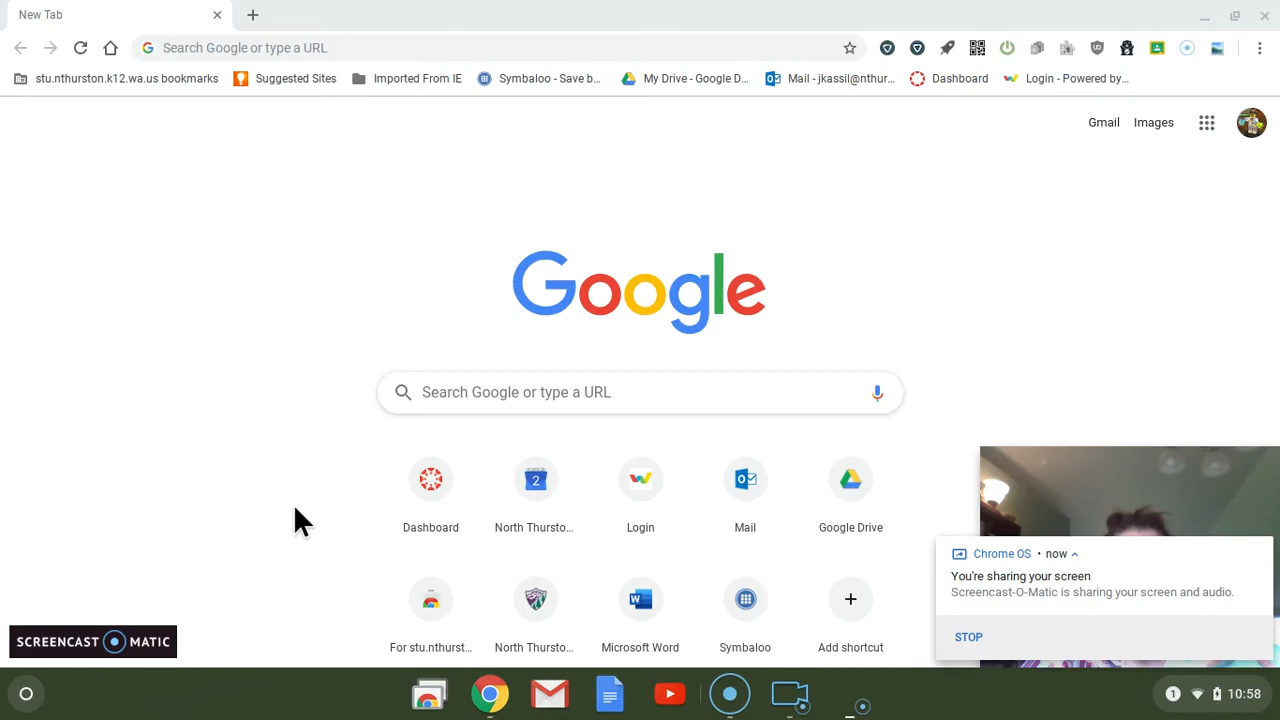 New Tab
Search Google or type a URL
stu.nthurston.k12.wa.us bookmarks
Suggested Sites
Imported From IE
Symbaloo - Save b...
My Drive - Google D...
Mail - jkassil@nthur...
Dashboard
Login - Powered by...
Gmail
Images
Google
Search Google or type a URL
Dashboard
2
North Thursto...
Login
Mail
Google Drive
For stu.nthurst...
North Thursto...
Microsoft Word
Symbaloo
Add shortcut
Chrome OS • now
You're sharing your screen
Screencast-O-Matic is sharing your screen and audio.
STOP
SCREENCAST MATIC
1
10:58